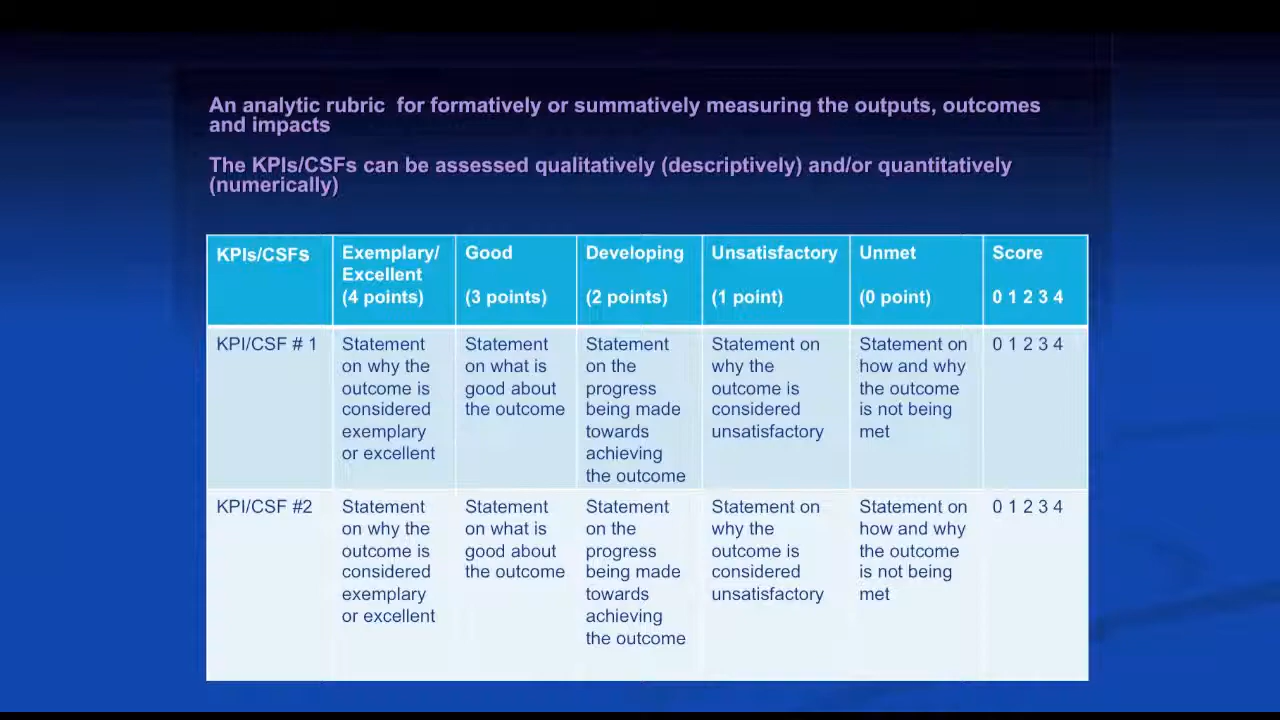 An analytic rubric  for formatively or summatively measuring the outputs, outcomes
and impacts
The KPIs/CSFs can be assessed qualitatively (descriptively) and/or quantitatively
(numerically)
KPIs/CSFs
Exemplary/
Excellent
(4 points)
Good
(3 points)
Developing
(2 points)
Unsatisfactory
(1 point)
Unmet
(0 point)
Score
0 1 2 3 4
KPI/CSF # 1
Statement
on why the
outcome is
considered
exemplary
or excellent
Statement
on what is
good about
the outcome
Statement
on the
progress
being made
towards
achieving
the outcome
Statement on
why the
outcome is
considered
unsatisfactory
Statement on
how and why
the outcome
is not being
met
0 1 2 3 4
KPI/CSF #2
Statement
on why the
outcome is
considered
exemplary
or excellent
Statement
on what is
good about
the outcome
Statement
on the
progress
being made
towards
achieving
the outcome
Statement on
why the
outcome is
considered
unsatisfactory
Statement on
how and why
the outcome
is not being
met
0 1 2 3 4